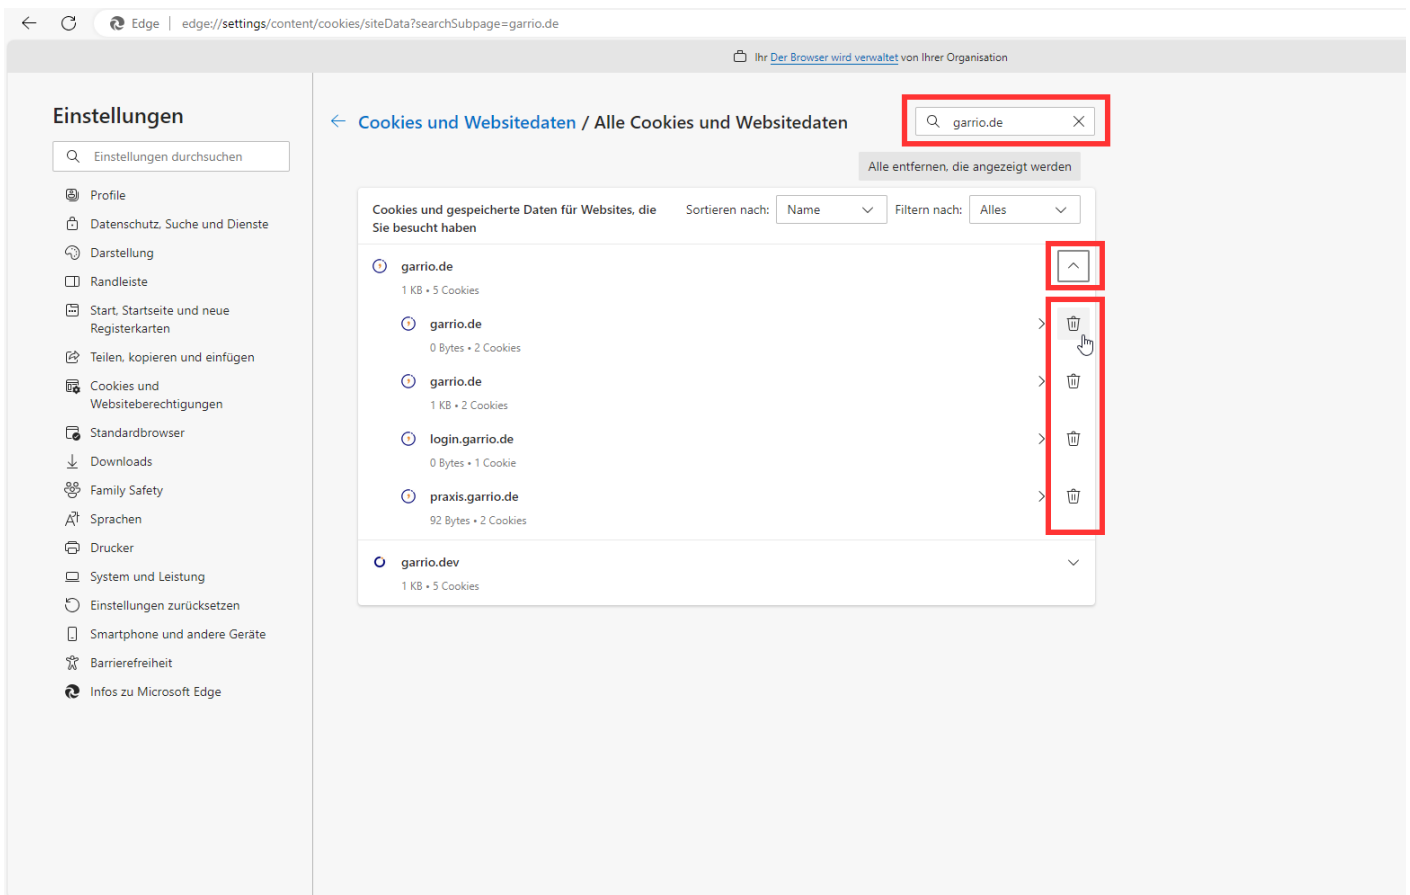 Edge | edge://settings/content/cookies/siteData?searchSubpage=garrio.de
Ihr Der Browser wird verwaltet von Ihrer Organisation
Einstellungen
Einstellungen durchsuchen
Profile
Datenschutz, Suche und Dienste
Darstellung
Randleiste
Start, Startseite und neue
Registerkarten
Teilen, kopieren und einfügen
Cookies und
Websiteberechtigungen
Standardbrowser
Downloads
Family Safety
Sprachen
Drucker
System und Leistung
Einstellungen zurücksetzen
Smartphone und andere Geräte
Barrierefreiheit
Infos zu Microsoft Edge
Cookies und Websitedaten / Alle Cookies und Websitedaten
garrio.de
Alle entfernen, die angezeigt werden
Cookies und gespeicherte Daten für Websites, die
Sie besucht haben
Sortieren nach: Name
Filtern nach: Alles
garrio.de
1 KB • 5 Cookies
garrio.de
0 Bytes • 2 Cookies
garrio.de
1 KB • 2 Cookies
login.garrio.de
0 Bytes • 1 Cookie
praxis.garrio.de
92 Bytes • 2 Cookies
garrio.dev
1 KB • 5 Cookies